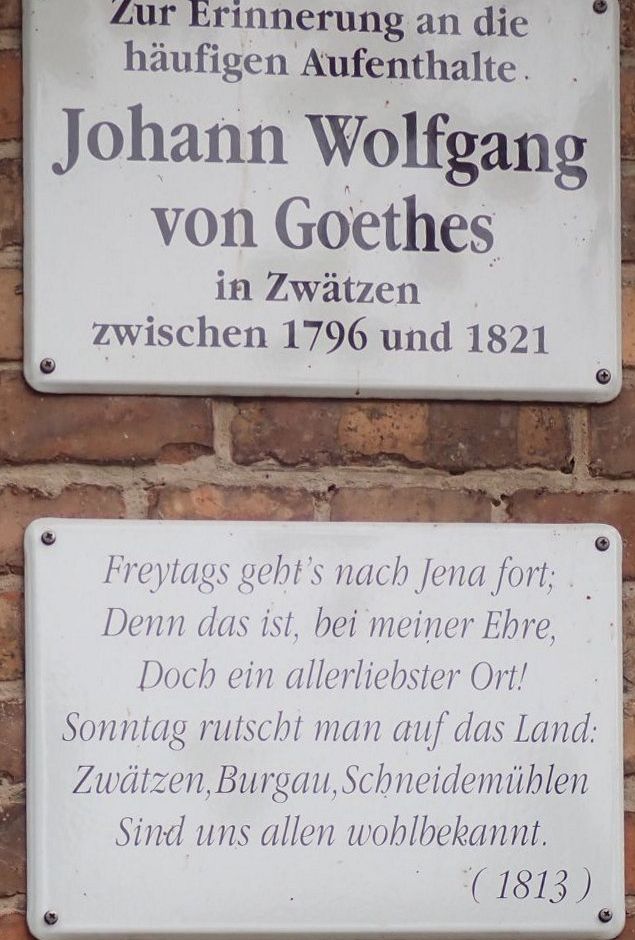 Zur Erinnerung an die
häufigen Aufenthalte
Johann Wolfgang
von Goethes
in Zwätzen
zwischen 1796 und 1821
Freytags geht's nach Jena fort;
Denn das ist, bei meiner Ehre,
Doch ein allerliebster Ort!
Sonntag rutscht man auf das Land:
Zwätzen, Burgau, Schneidemühlen
Sind uns allen wohlbekannt.
( 1813 )